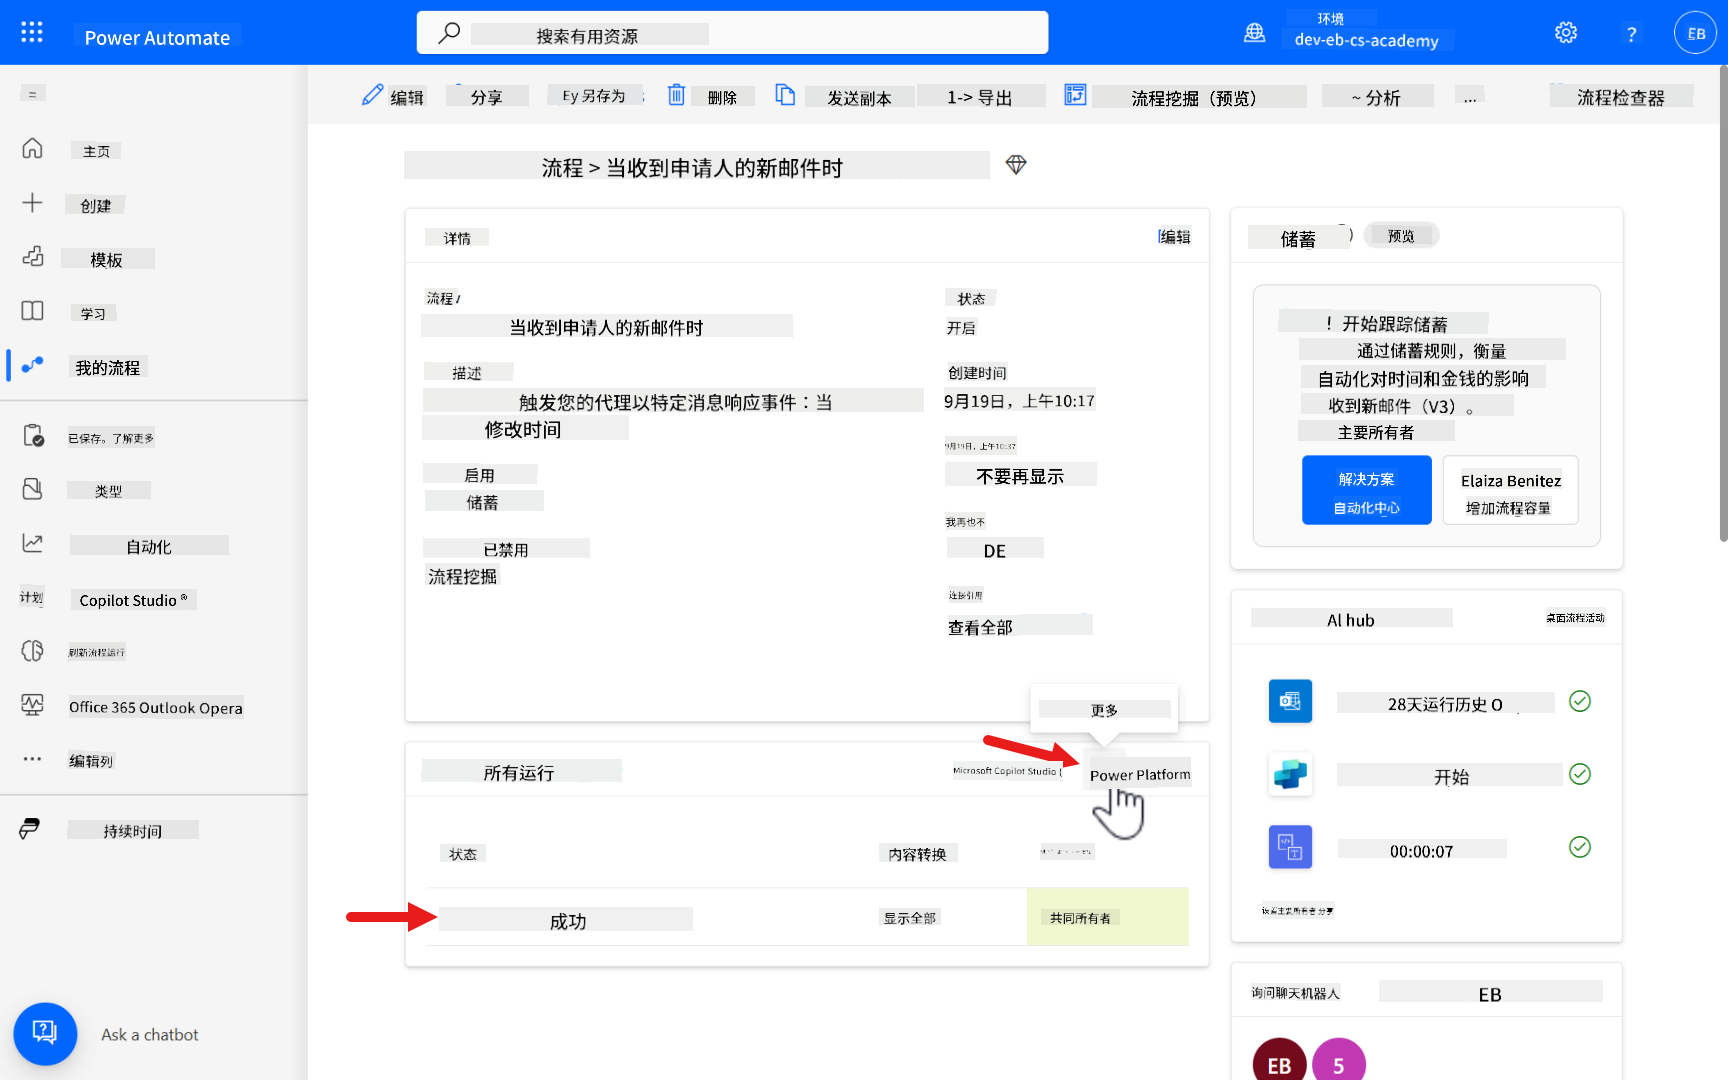 Power Automate
搜索有用资源
环境
dev-eb-cs-academy
?
EB
编辑
分享
Ey 另存为
删除
发送副本
1-> 导出
流程挖掘（预览）
~ 分析
...
流程检查器
主页
创建
模板
学习
我的流程
已保存。了解更多
类型
自动化
计划
Copilot Studio ®
刷新流程运行
Office 365 Outlook Opera
编辑列
持续时间
Ask a chatbot
流程 > 当收到申请人的新邮件时
详情
编辑
流程
当收到申请人的新邮件时
描述
触发您的代理以特定消息响应事件：当
修改时间
启用
储蓄
已禁用
流程挖掘
状态
开启
创建时间
9月19日，上午10:17
9月19日，上午10:37
不要再显示
我再也不
DE
连接引用
查看全部
更多
所有运行
Microsoft Copilot Studio (
Power Platform
状态
内容转换
成功
显示全部
共同所有者
储蓄
预览
！开始跟踪储蓄
通过储蓄规则，衡量
自动化对时间和金钱的影响
收到新邮件（V3）。
主要所有者
解决方案
自动化中心
Elaiza Benitez
增加流程容量
AI hub
桌面流程活动
28天运行历史 O
开始
00:00:07
设置主要所有者 分享
询问聊天机器人
EB
EB
5